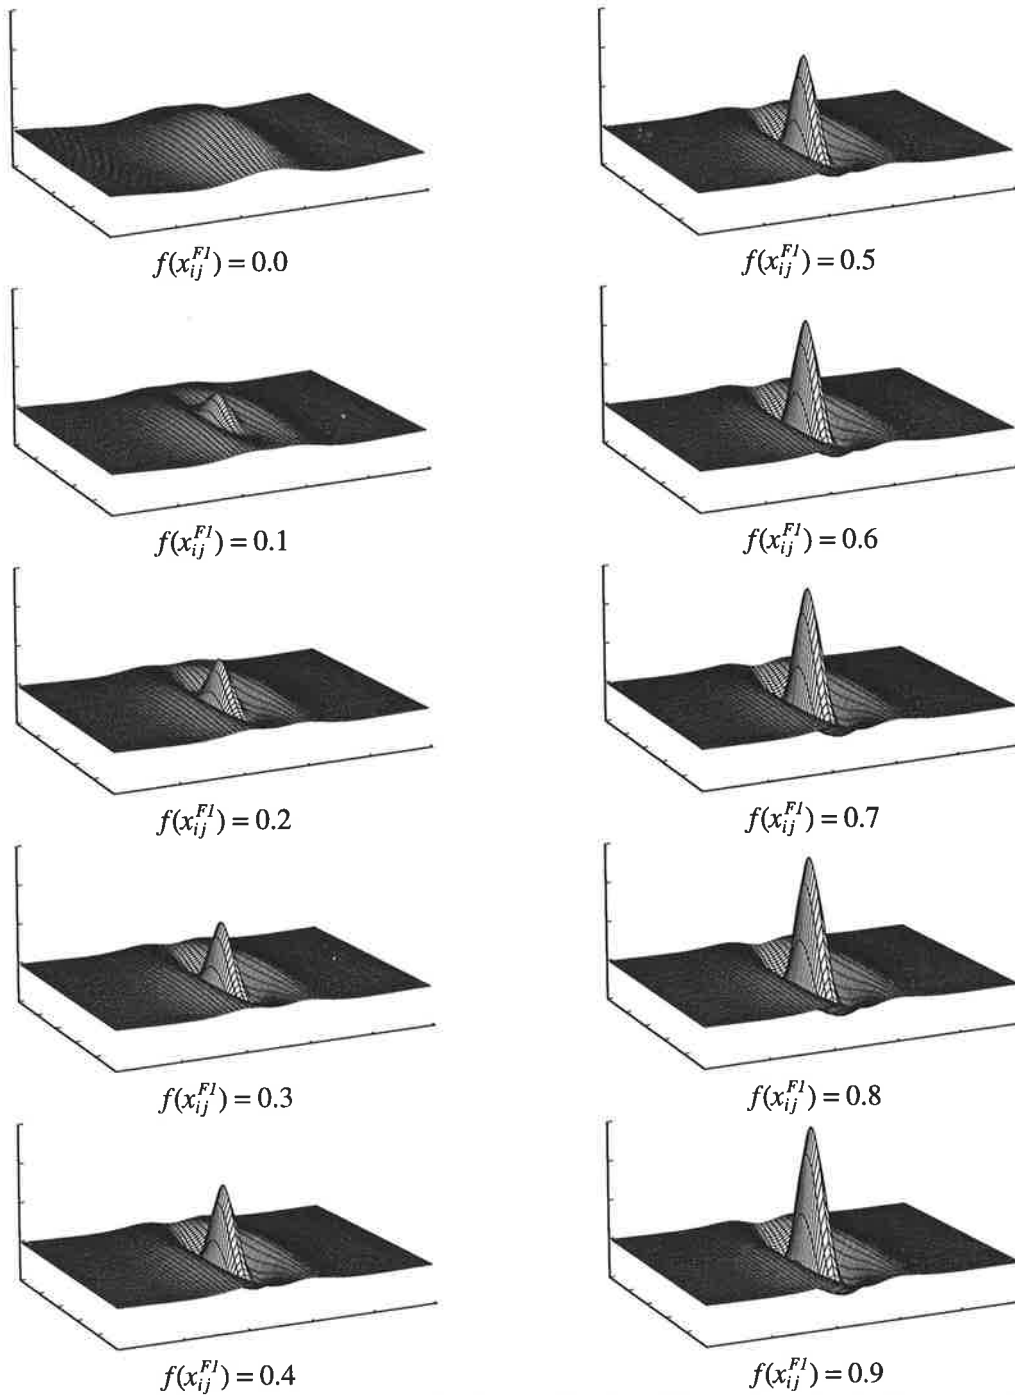 f(x_{ij}^{F1}) = 0.0
f(x_{ij}^{F1}) = 0.1
f(x_{ij}^{F1}) = 0.2
f(x_{ij}^{F1}) = 0.3
f(x_{ij}^{F1}) = 0.4
f(x_{ij}^{F1}) = 0.5
f(x_{ij}^{F1}) = 0.6
f(x_{ij}^{F1}) = 0.7
f(x_{ij}^{F1}) = 0.8
f(x_{ij}^{F1}) = 0.9